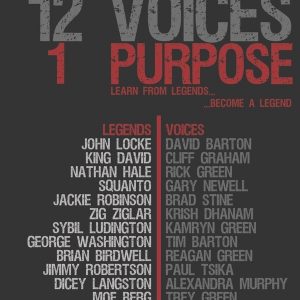 12 VOICES
1 PURPOSE
LEARN FROM LEGENDS...
...BECOME A LEGEND
LEGENDS VOICES
JOHN LOCKE DAVID BARTON
KING DAVID CLIFF GRAHAM
NATHAN HALE RICK GREEN
SQUANTO GARY NEWELL
JACKIE ROBINSON BRAD STINE
ZIG ZIGLAR KRISH DHANAM
SYBIL LUDINGTON KAMRYN GREEN
GEORGE WASHINGTON TIM BARTON
BRIAN BIRDWELL REAGAN GREEN
JIMMY ROBERTSON PAUL TSIKA
DICEY LANGSTON ALEXANDRA MURPHY
MOE BERG TREY GREEN